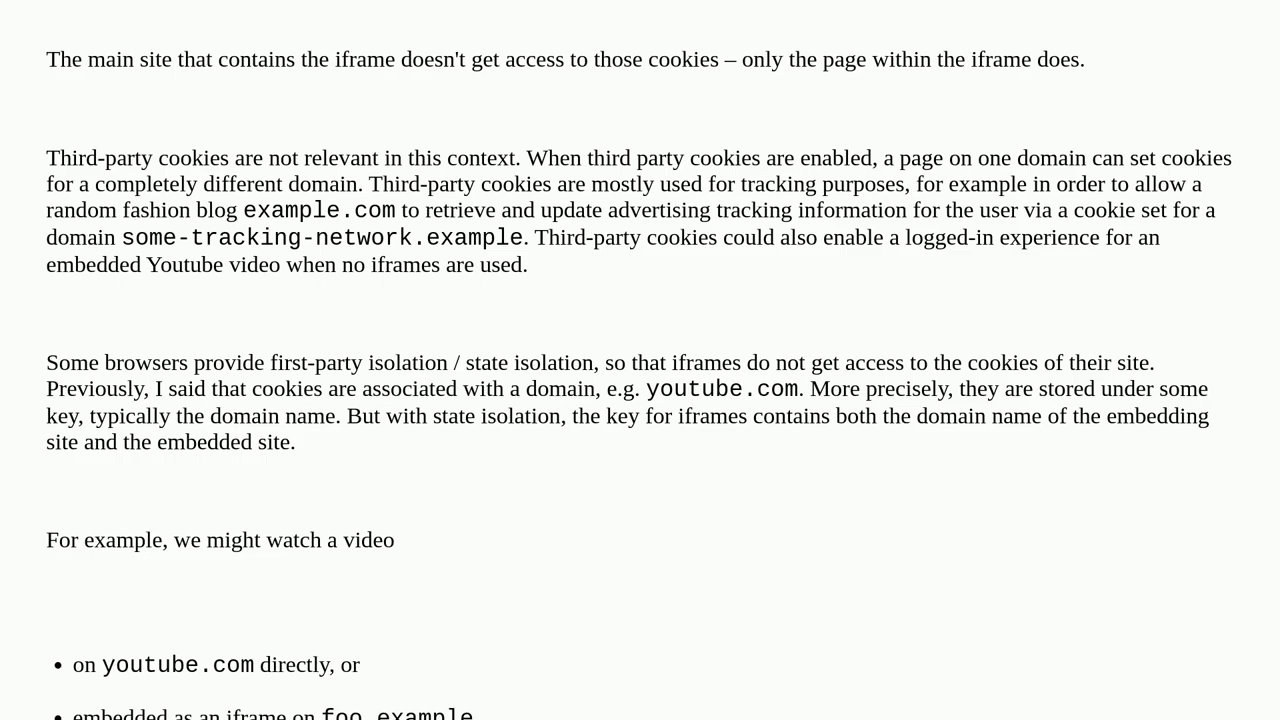 The main site that contains the iframe doesn't get access to those cookies – only the page within the iframe does.
Third-party cookies are not relevant in this context. When third party cookies are enabled, a page on one domain can set cookies
for a completely different domain. Third-party cookies are mostly used for tracking purposes, for example in order to allow a
random fashion blog example.com to retrieve and update advertising tracking information for the user via a cookie set for a
domain some-tracking-network.example. Third-party cookies could also enable a logged-in experience for an
embedded Youtube video when no iframes are used.
Some browsers provide first-party isolation / state isolation, so that iframes do not get access to the cookies of their site.
Previously, I said that cookies are associated with a domain, e.g. youtube.com. More precisely, they are stored under some
key, typically the domain name. But with state isolation, the key for iframes contains both the domain name of the embedding
site and the embedded site.
For example, we might watch a video
• on youtube.com directly, or
• embedded as an iframe on foo.example